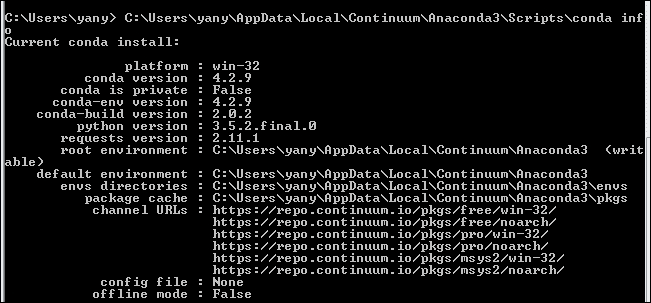 C:\Users\yany> C:\Users\yany\AppData\Local\Continuum\Anaconda3\Scripts\conda inf
o
Current conda install:
platform : win-32
conda version : 4.2.9
conda is private : False
conda-env version : 4.2.9
conda-build version : 2.0.2
python version : 3.5.2.final.0
requests version : 2.11.1
root environment : C:\Users\yany\AppData\Local\Continuum\Anaconda3  (writ
able)
default environment : C:\Users\yany\AppData\Local\Continuum\Anaconda3
envs directories : C:\Users\yany\AppData\Local\Continuum\Anaconda3\envs
package cache : C:\Users\yany\AppData\Local\Continuum\Anaconda3\pkgs
channel URLs : https://repo.continuum.io/pkgs/free/win-32/
https://repo.continuum.io/pkgs/free/noarch/
https://repo.continuum.io/pkgs/pro/win-32/
https://repo.continuum.io/pkgs/pro/noarch/
https://repo.continuum.io/pkgs/msys2/win-32/
https://repo.continuum.io/pkgs/msys2/noarch/
config file : None
offline mode : False